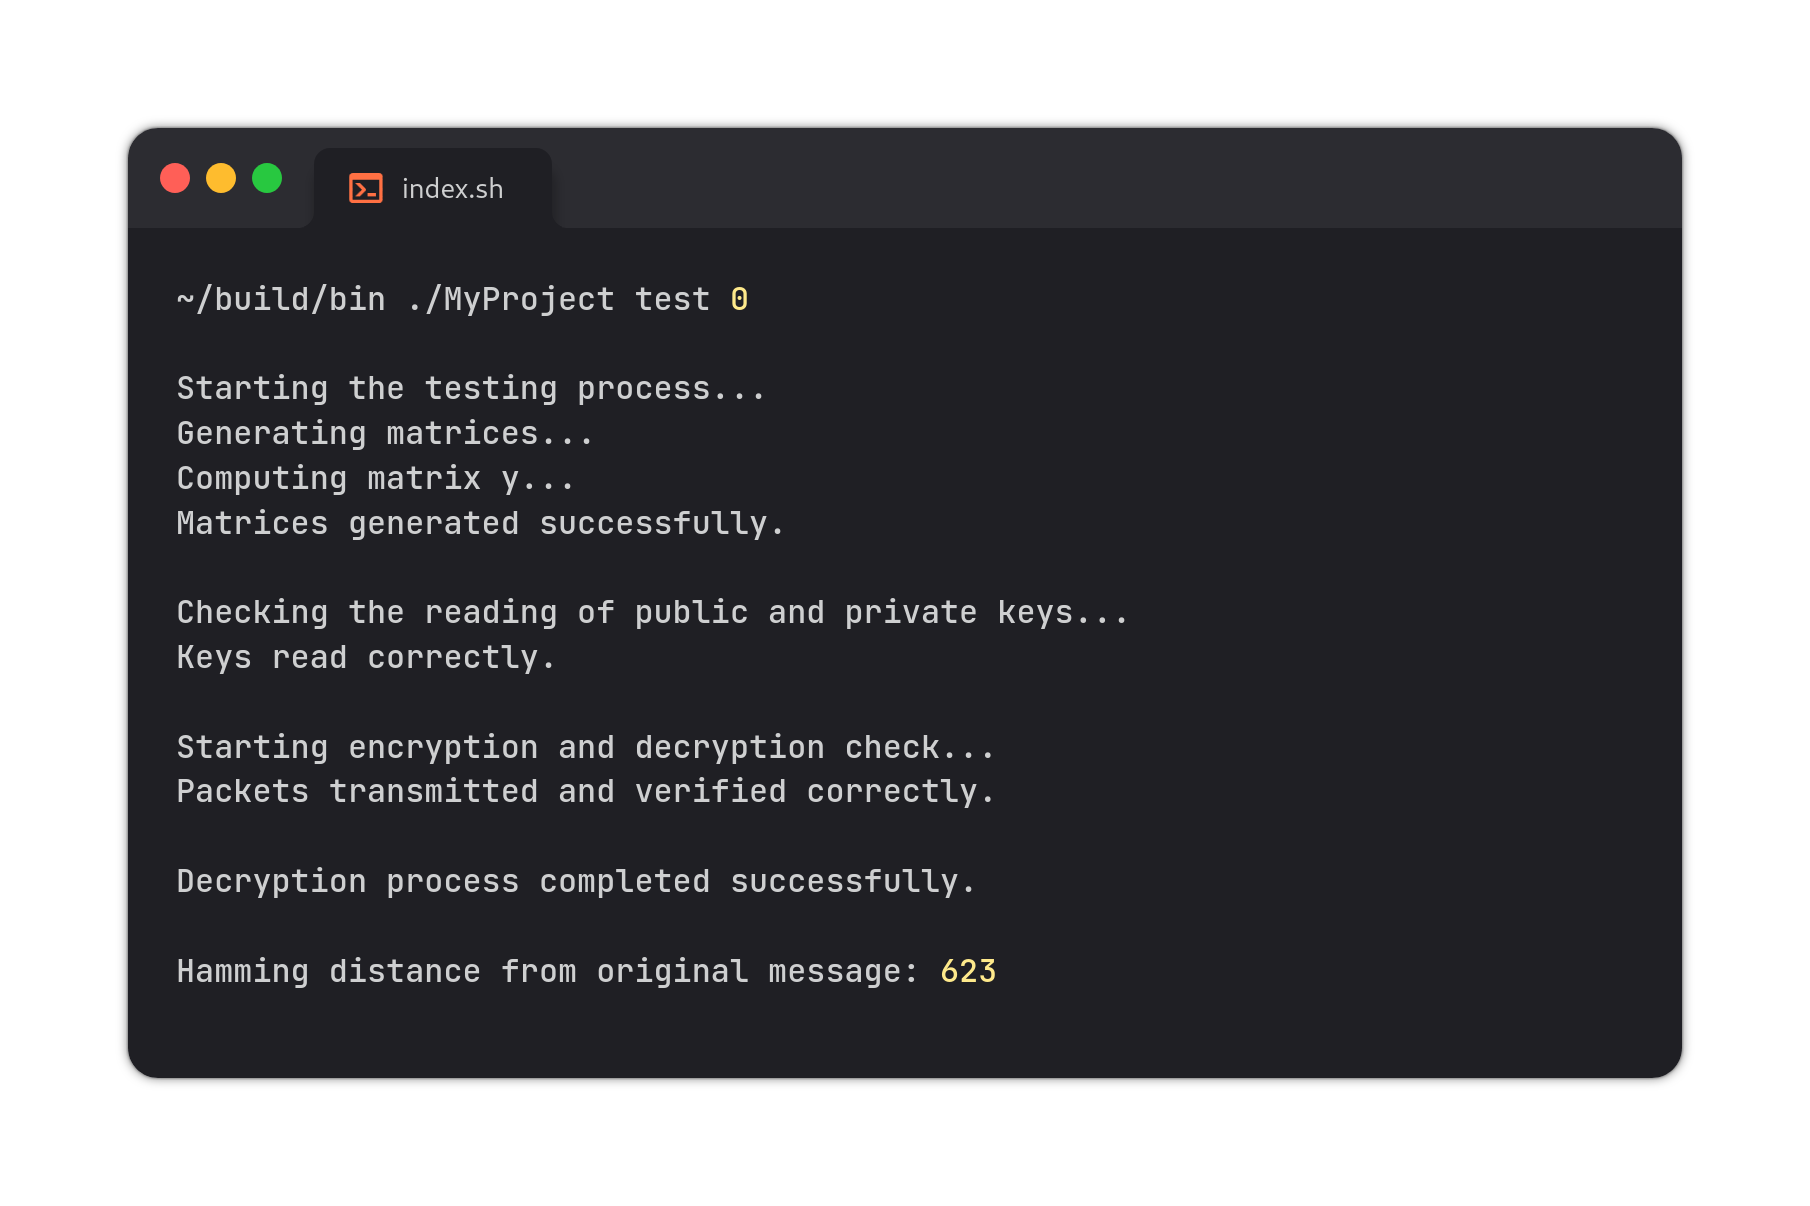 index.sh
~/build/bin ./MyProject test 0
Starting the testing process...
Generating matrices...
Computing matrix y...
Matrices generated successfully.
Checking the reading of public and private keys...
Keys read correctly.
Starting encryption and decryption check...
Packets transmitted and verified correctly.
Decryption process completed successfully.
Hamming distance from original message: 623